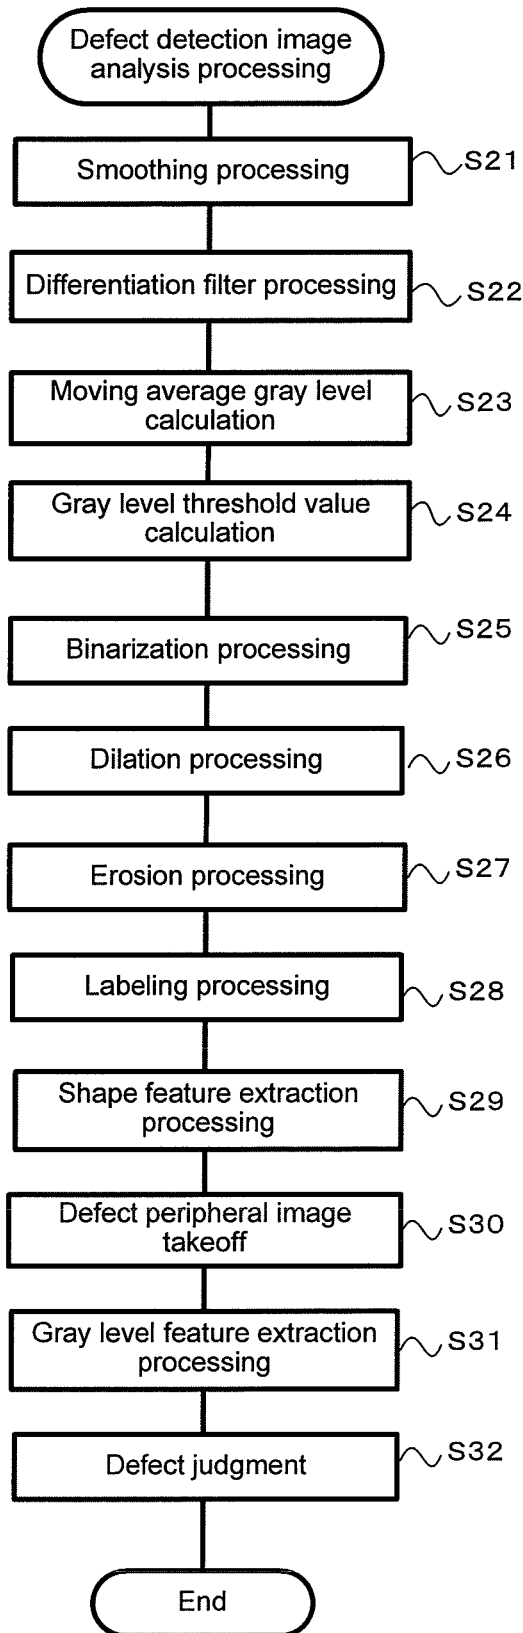 Defect detection image
analysis processing
Smoothing processing
S21
Differentiation filter processing
S22
Moving average gray level
calculation
S23
Gray level threshold value
calculation
S24
Binarization processing
S25
Dilation processing
S26
Erosion processing
S27
Labeling processing
S28
Shape feature extraction
processing
S29
Defect peripheral image
takeoff
S30
Gray level feature extraction
processing
S31
Defect judgment
S32
End